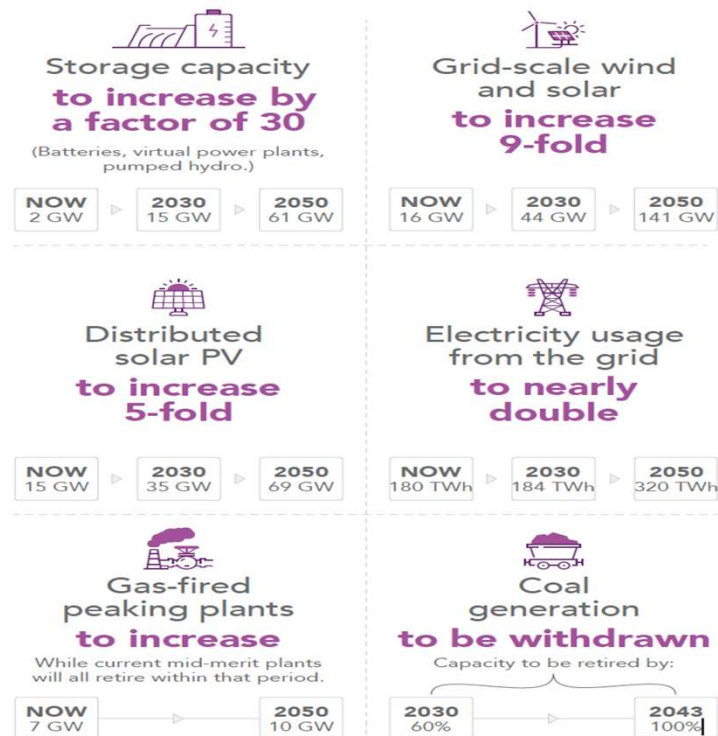 Storage capacity
to increase by
a factor of 30
(Batteries, virtual power plants,
pumped hydro.)
NOW
2 GW
2030
15 GW
2050
61 GW
Grid-scale wind
and solar
to increase
9-fold
NOW
16 GW
2030
44 GW
2050
141 GW
Distributed
solar PV
to increase
5-fold
NOW
15 GW
2030
35 GW
2050
69 GW
Electricity usage
from the grid
to nearly
double
NOW
180 TWh
2030
184 TWh
2050
320 TWh
Gas-fired
peaking plants
to increase
While current mid-merit plants
will all retire within that period.
NOW
7 GW
2050
10 GW
Coal
generation
to be withdrawn
Capacity to be retired by:
2030
60%
2043
100%